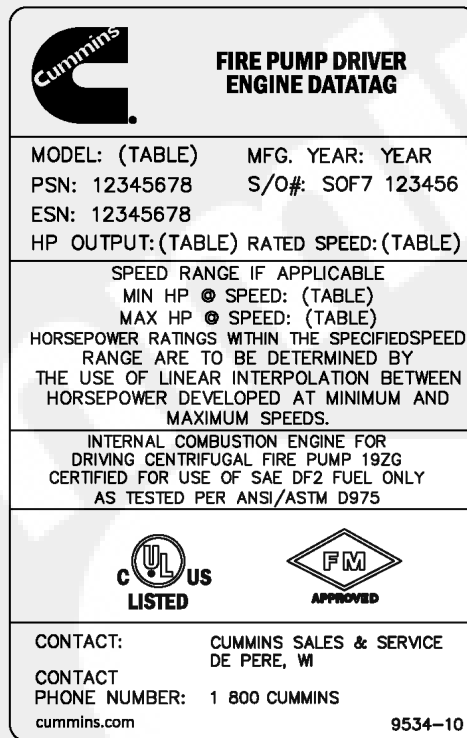 Cummins
FIRE PUMP DRIVER
ENGINE DATATAG
MODEL: (TABLE) MFG. YEAR: YEAR
PSN: 12345678 S/O#: SOF7 123456
ESN: 12345678
HP OUTPUT: (TABLE) RATED SPEED: (TABLE)
SPEED RANGE IF APPLICABLE
MIN HP @ SPEED: (TABLE)
MAX HP @ SPEED: (TABLE)
HORSEPOWER RATINGS WITHIN THE SPECIFIEDSPEED
RANGE ARE TO BE DETERMINED BY
THE USE OF LINEAR INTERPOLATION BETWEEN
HORSEPOWER DEVELOPED AT MINIMUM AND
MAXIMUM SPEEDS.
INTERNAL COMBUSTION ENGINE FOR
DRIVING CENTRIFUGAL FIRE PUMP 19ZG
CERTIFIED FOR USE OF SAE DF2 FUEL ONLY
AS TESTED PER ANSI/ASTM D975
C UL US
LISTED
FM
APPROVED
CONTACT: CUMMINS SALES & SERVICE
DE PERE, WI
CONTACT
PHONE NUMBER: 1 800 CUMMINS
cummins.com 9534-10